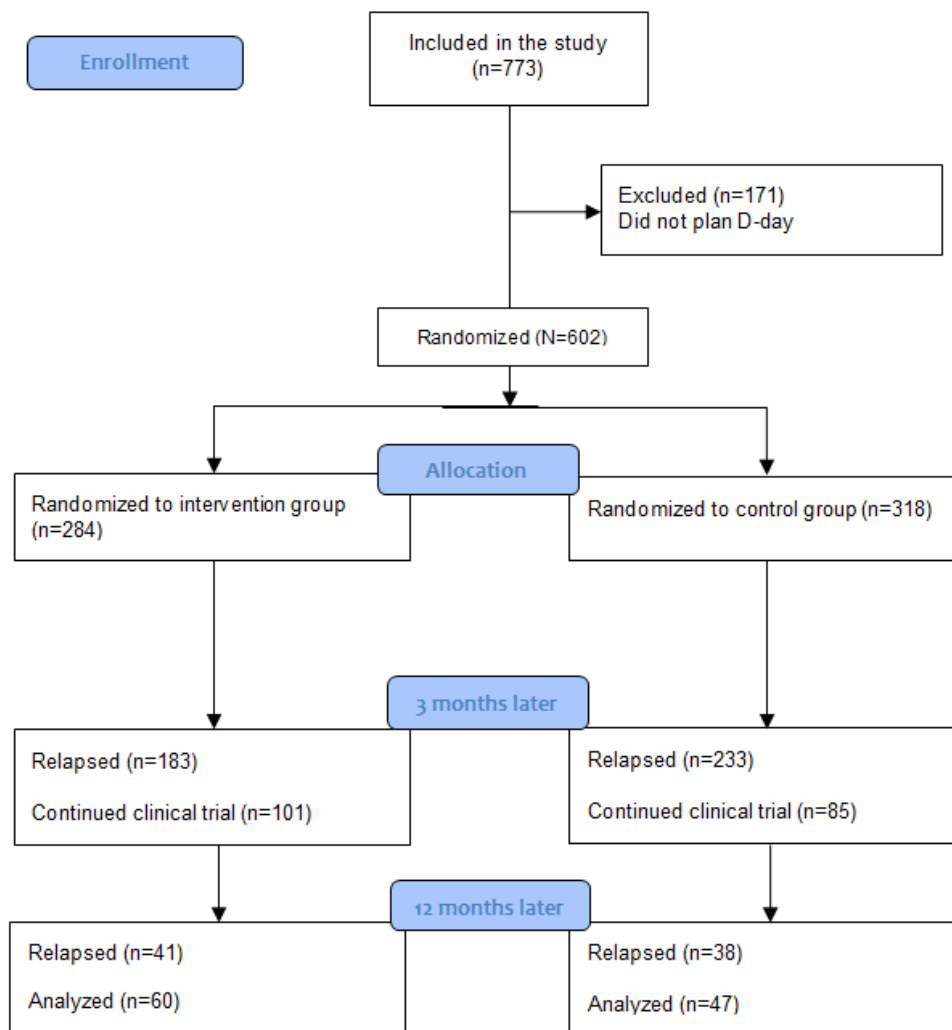 Enrollment
Included in the study
(n=773)
Excluded (n=171)
Did not plan D-day
Randomized (N=602)
Allocation
Randomized to intervention group
(n=284)
Randomized to control group (n=318)
3 months later
Relapsed (n=183)
Continued clinical trial (n=101)
Relapsed (n=233)
Continued clinical trial (n=85)
12 months later
Relapsed (n=41)
Analyzed (n=60)
Relapsed (n=38)
Analyzed (n=47)